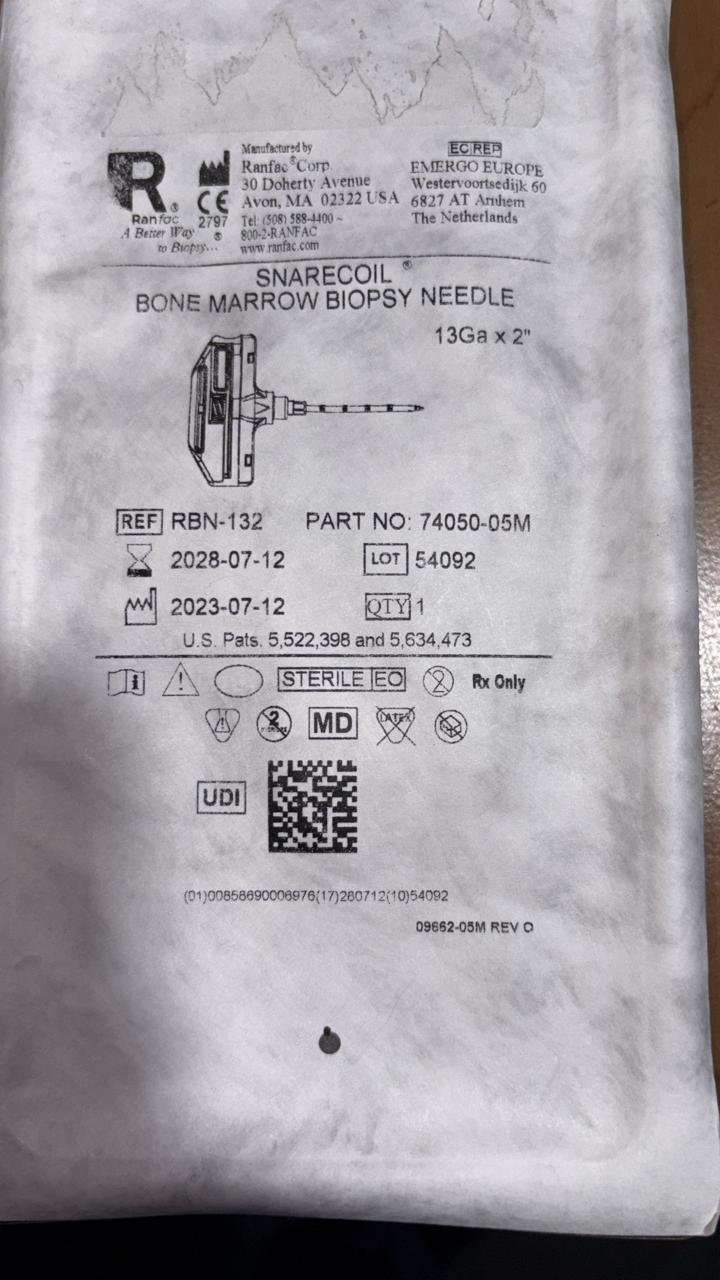 R®
Ranfac
A Better Way
to Biopsy...®
CE
2797
Manufactured by
Ranfac® Corp.
30 Doherty Avenue
Avon, MA 02322 USA
Tel: (508) 588-4400 ~
800-2-RANFAC
www.ranfac.com
EC REP
EMERGO EUROPE
Westervoortsedijk 60
6827 AT Arnhem
The Netherlands
SNARECOIL®
BONE MARROW BIOPSY NEEDLE
13Ga x 2"
REF RBN-132 PART NO: 74050-05M
2028-07-12 LOT 54092
2023-07-12 QTY 1
U.S. Pats. 5,522,398 and 5,634,473
STERILE EO 2 Rx Only
2 MD LATEX
UDI
(01)00858690006976(17)280712(10)54092
09662-05M REV O